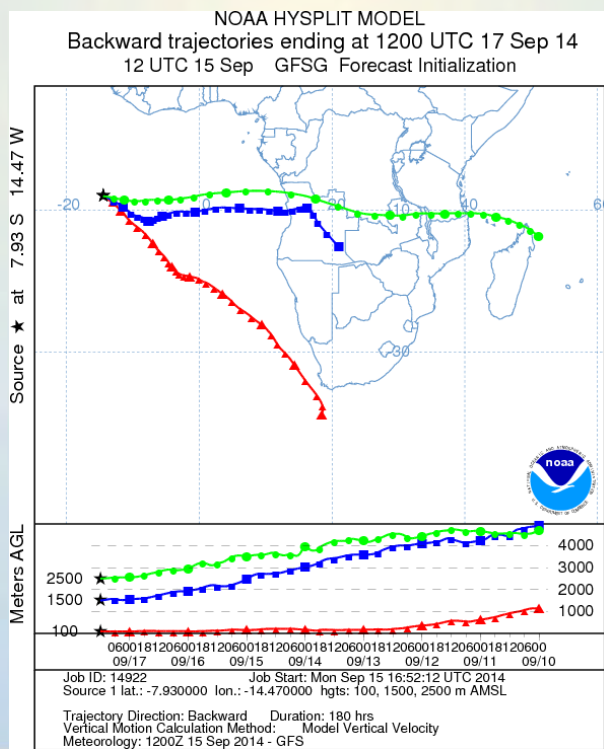 NOAA HYSPLIT MODEL
Backward trajectories ending at 1200 UTC 17 Sep 14
12 UTC 15 Sep GFSG Forecast Initialization
Source ★ at 7.93 S 14.47 W
-20 0 20 -10 40 60
-30
noaa
Meters AGL
2500
1500
100
4000
3000
2000
1000
060018120600181206001812060018120600181206001812060018120600
09/17 09/16 09/15 09/14 09/13 09/12 09/11 09/10
Job ID: 14922 Job Start: Mon Sep 15 16:52:12 UTC 2014
Source 1 lat.: -7.930000 lon.: -14.470000 hgts: 100, 1500, 2500 m AMSL
Trajectory Direction: Backward Duration: 180 hrs
Vertical Motion Calculation Method: Model Vertical Velocity
Meteorology: 1200Z 15 Sep 2014 - GFS